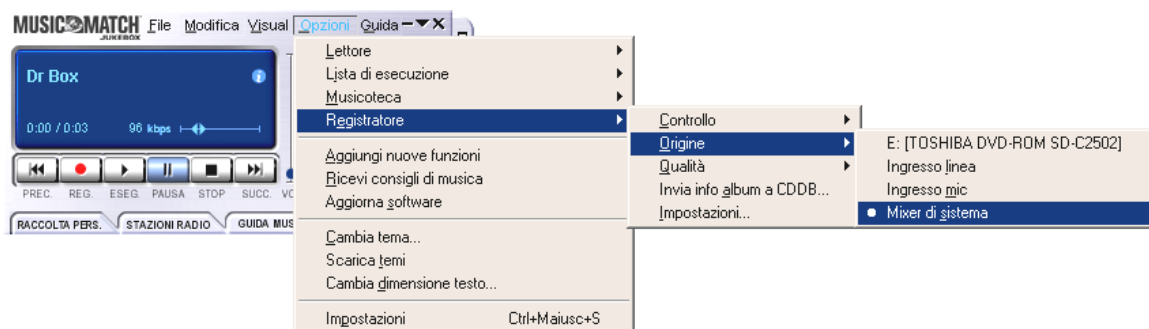 MUSICMATCH JUKEBOX File Modifica Visual Opzioni Guida
Dr Box
0:00 / 0:03 96 kbps
PREC. REG. ESEG. PAUSA STOP SUCC. VO
RACCOLTA PERS. STAZIONI RADIO GUIDA MUS
Lettore
Lista di esecuzione
Musicoteca
Registratore
Aggiungi nuove funzioni
Ricevi consigli di musica
Aggiorna software
Cambia tema...
Scarica temi
Cambia dimensione testo...
Impostazioni Ctrl+Maiusc+S
Controllo
Origine
Qualità
Invia info album a CDDB...
Impostazioni...
E: [TOSHIBA DVD-ROM SD-C2502]
Ingresso linea
Ingresso mic
Mixer di sistema